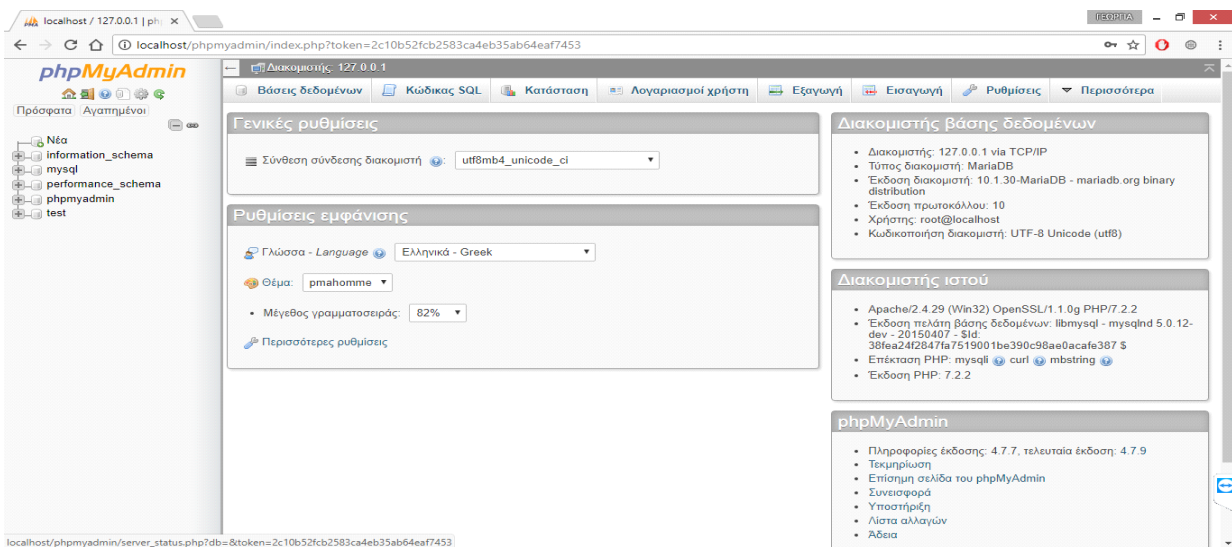 localhost / 127.0.0.1 | ph
ΓΕΩΡΓΙΑ
localhost/phpmyadmin/index.php?token=2c10b52fcb2583ca4eb35ab64eaf7453
phpMyAdmin
Πρόσφατα Αγαπημένοι
Νέα
information_schema
mysql
performance_schema
phpmyadmin
test
Διακομιστής: 127.0.0.1
Βάσεις δεδομένων Κώδικας SQL Κατάσταση Λογαριασμοί χρήστη Εξαγωγή Εισαγωγή Ρυθμίσεις Περισσότερα
Γενικές ρυθμίσεις
Σύνθεση σύνδεσης διακομιστή : utf8mb4_unicode_ci
Ρυθμίσεις εμφάνισης
Γλώσσα - Language Ελληνικά - Greek
Θέμα: pmahomme
• Μέγεθος γραμματοσειράς: 82%
Περισσότερες ρυθμίσεις
Διακομιστής βάσης δεδομένων
• Διακομιστής: 127.0.0.1 via TCP/IP
• Τύπος διακομιστή: MariaDB
• Έκδοση διακομιστή: 10.1.30-MariaDB - mariadb.org binary
distribution
• Έκδοση πρωτοκόλλου: 10
• Χρήστης: root@localhost
• Κωδικοποίηση διακομιστή: UTF-8 Unicode (utf8)
Διακομιστής ιστού
• Apache/2.4.29 (Win32) OpenSSL/1.1.0g PHP/7.2.2
• Έκδοση πελάτη βάσης δεδομένων: libmysql - mysqlnd 5.0.12-
dev - 20150407 - $Id:
38fea24f2847fa7519001be390c98ae0acafe387 $
• Επέκταση PHP: mysqli curl mbstring
• Έκδοση PHP: 7.2.2
phpMyAdmin
• Πληροφορίες έκδοσης: 4.7.7, τελευταία έκδοση: 4.7.9
• Τεκμηρίωση
• Επίσημη σελίδα του phpMyAdmin
• Συνεισφορά
• Υποστήριξη
• Λίστα αλλαγών
• Άδεια
localhost/phpmyadmin/server_status.php?db=&token=2c10b52fcb2583ca4eb35ab64eaf7453